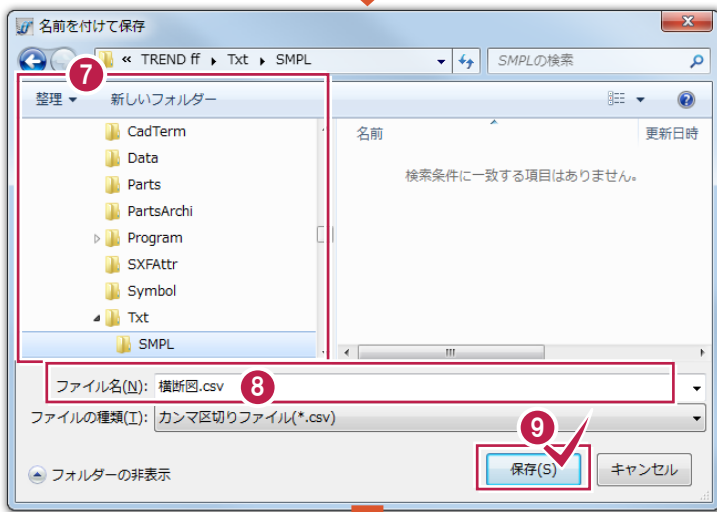 名前を付けて保存
« TREND ff ▸ Txt ▸ SMPL
SMPLの検索
7
整理 ▼ 新しいフォルダー
CadTerm
Data
Parts
PartsArchi
Program
SXFAttr
Symbol
Txt
SMPL
名前 更新日時
検索条件に一致する項目はありません。
ファイル名(N): 横断図.csv
8
ファイルの種類(T): カンマ区切りファイル(*.csv)
9
フォルダーの非表示
保存(S) キャンセル